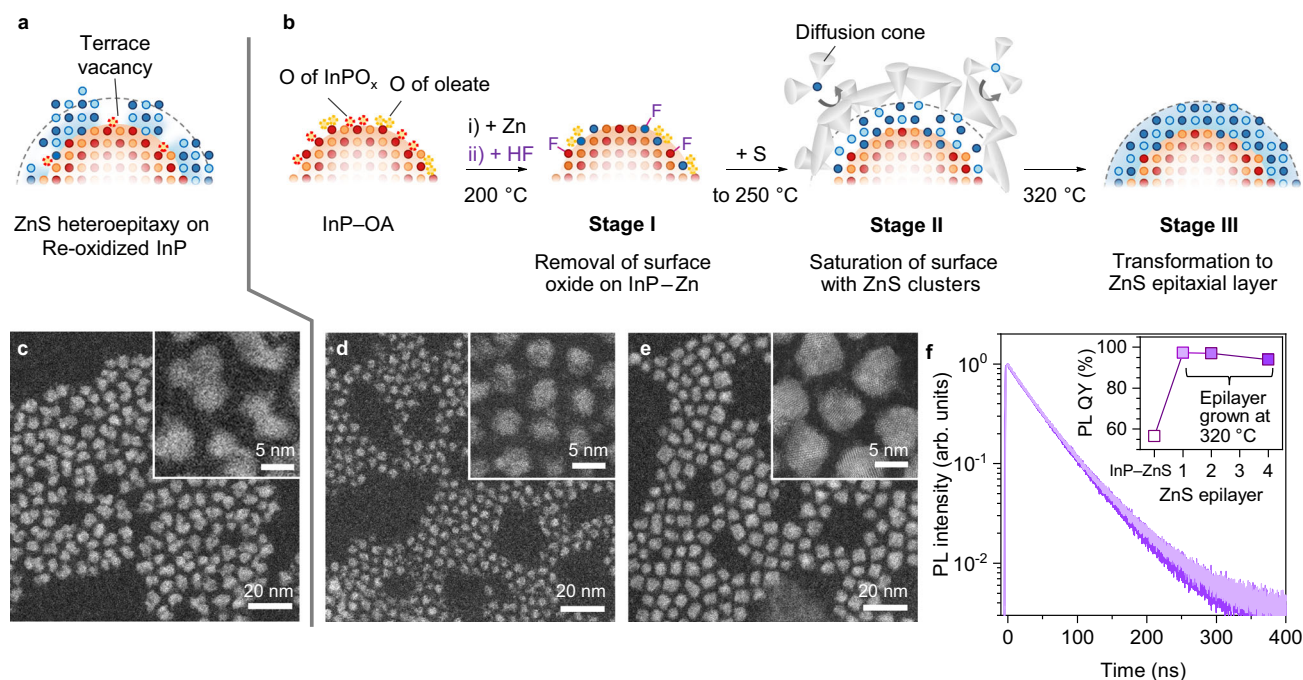 a
Terrace
vacancy
ZnS heteroepitaxy on
Re-oxidized InP
b
O of InPOx
O of oleate
InP–OA
i) + Zn
ii) + HF
200 °C
F
F
F
Stage I
Removal of surface
oxide on InP–Zn
+ S
to 250 °C
Diffusion cone
Stage II
Saturation of surface
with ZnS clusters
320 °C
Stage III
Transformation to
ZnS epitaxial layer
c
5 nm
20 nm
d
5 nm
20 nm
e
5 nm
20 nm
f
PL intensity (arb. units)
10⁰
10⁻¹
10⁻²
0
100
200
300
400
Time (ns)
PL QY (%)
100
80
60
Epilayer
grown at
320 °C
InP–ZnS 1 2 3 4
ZnS epilayer